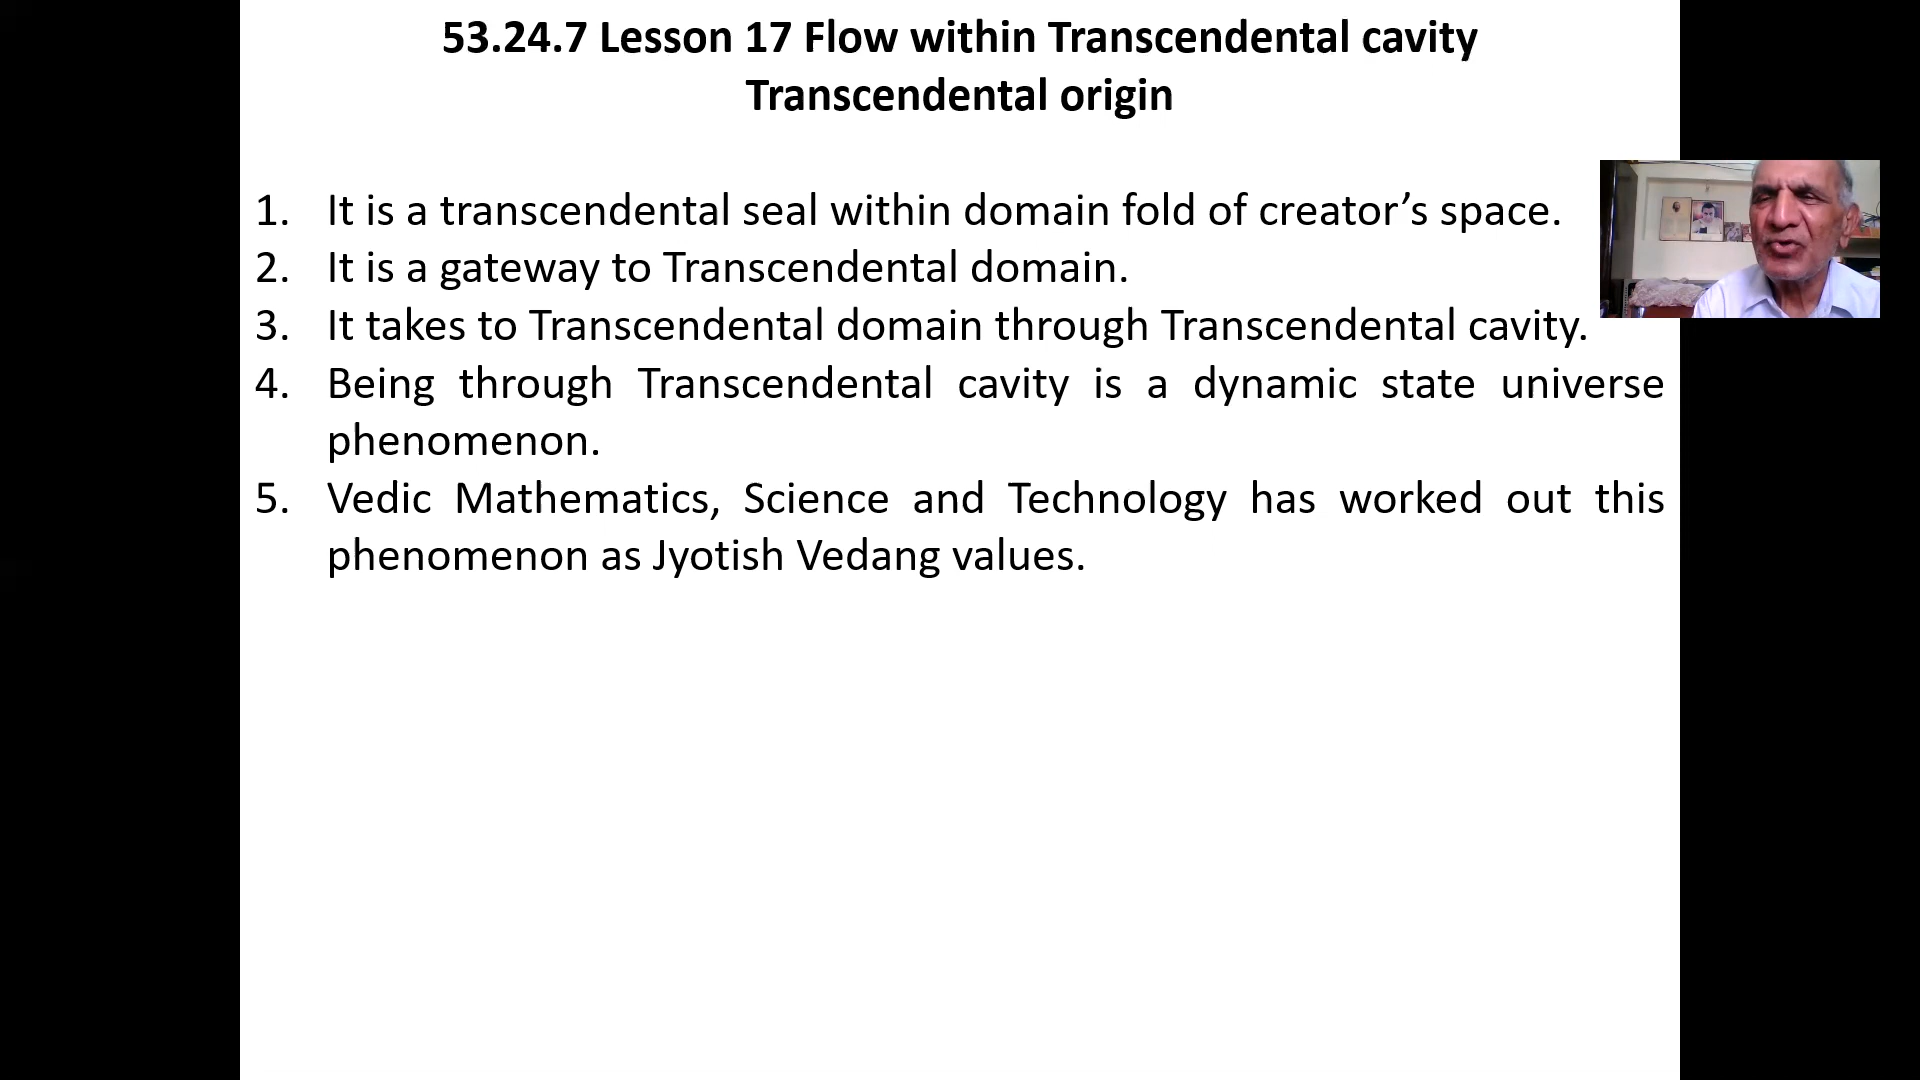 53.24.7 Lesson 17 Flow within Transcendental cavity
Transcendental origin
1. It is a transcendental seal within domain fold of creator’s space.
2. It is a gateway to Transcendental domain.
3. It takes to Transcendental domain through Transcendental cavity.
4. Being through Transcendental cavity is a dynamic state universe
phenomenon.
5. Vedic Mathematics, Science and Technology has worked out this
phenomenon as Jyotish Vedang values.